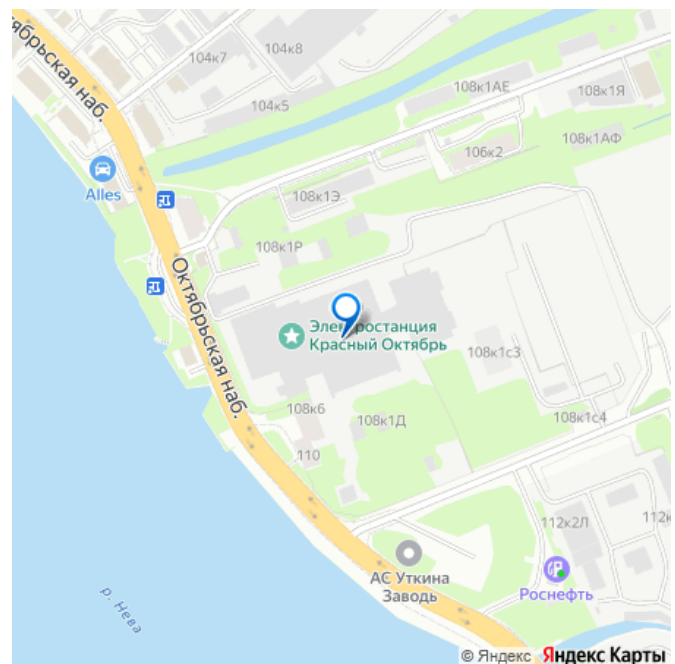 ябрьская наб.
104к7
104к8
104к5
108к1АЕ
108к1Я
108к1АФ
106к2
Alles
108к1Э
108к1Р
Октябрьская наб.
Электростанция
Красный Октябрь
108к1с3
108к6
108к1Д
108к1с4
110
112к2Л
112к
АС Уткина
Заводь
Роснефть
р. Нева
© Яндекс Яндекс Карты